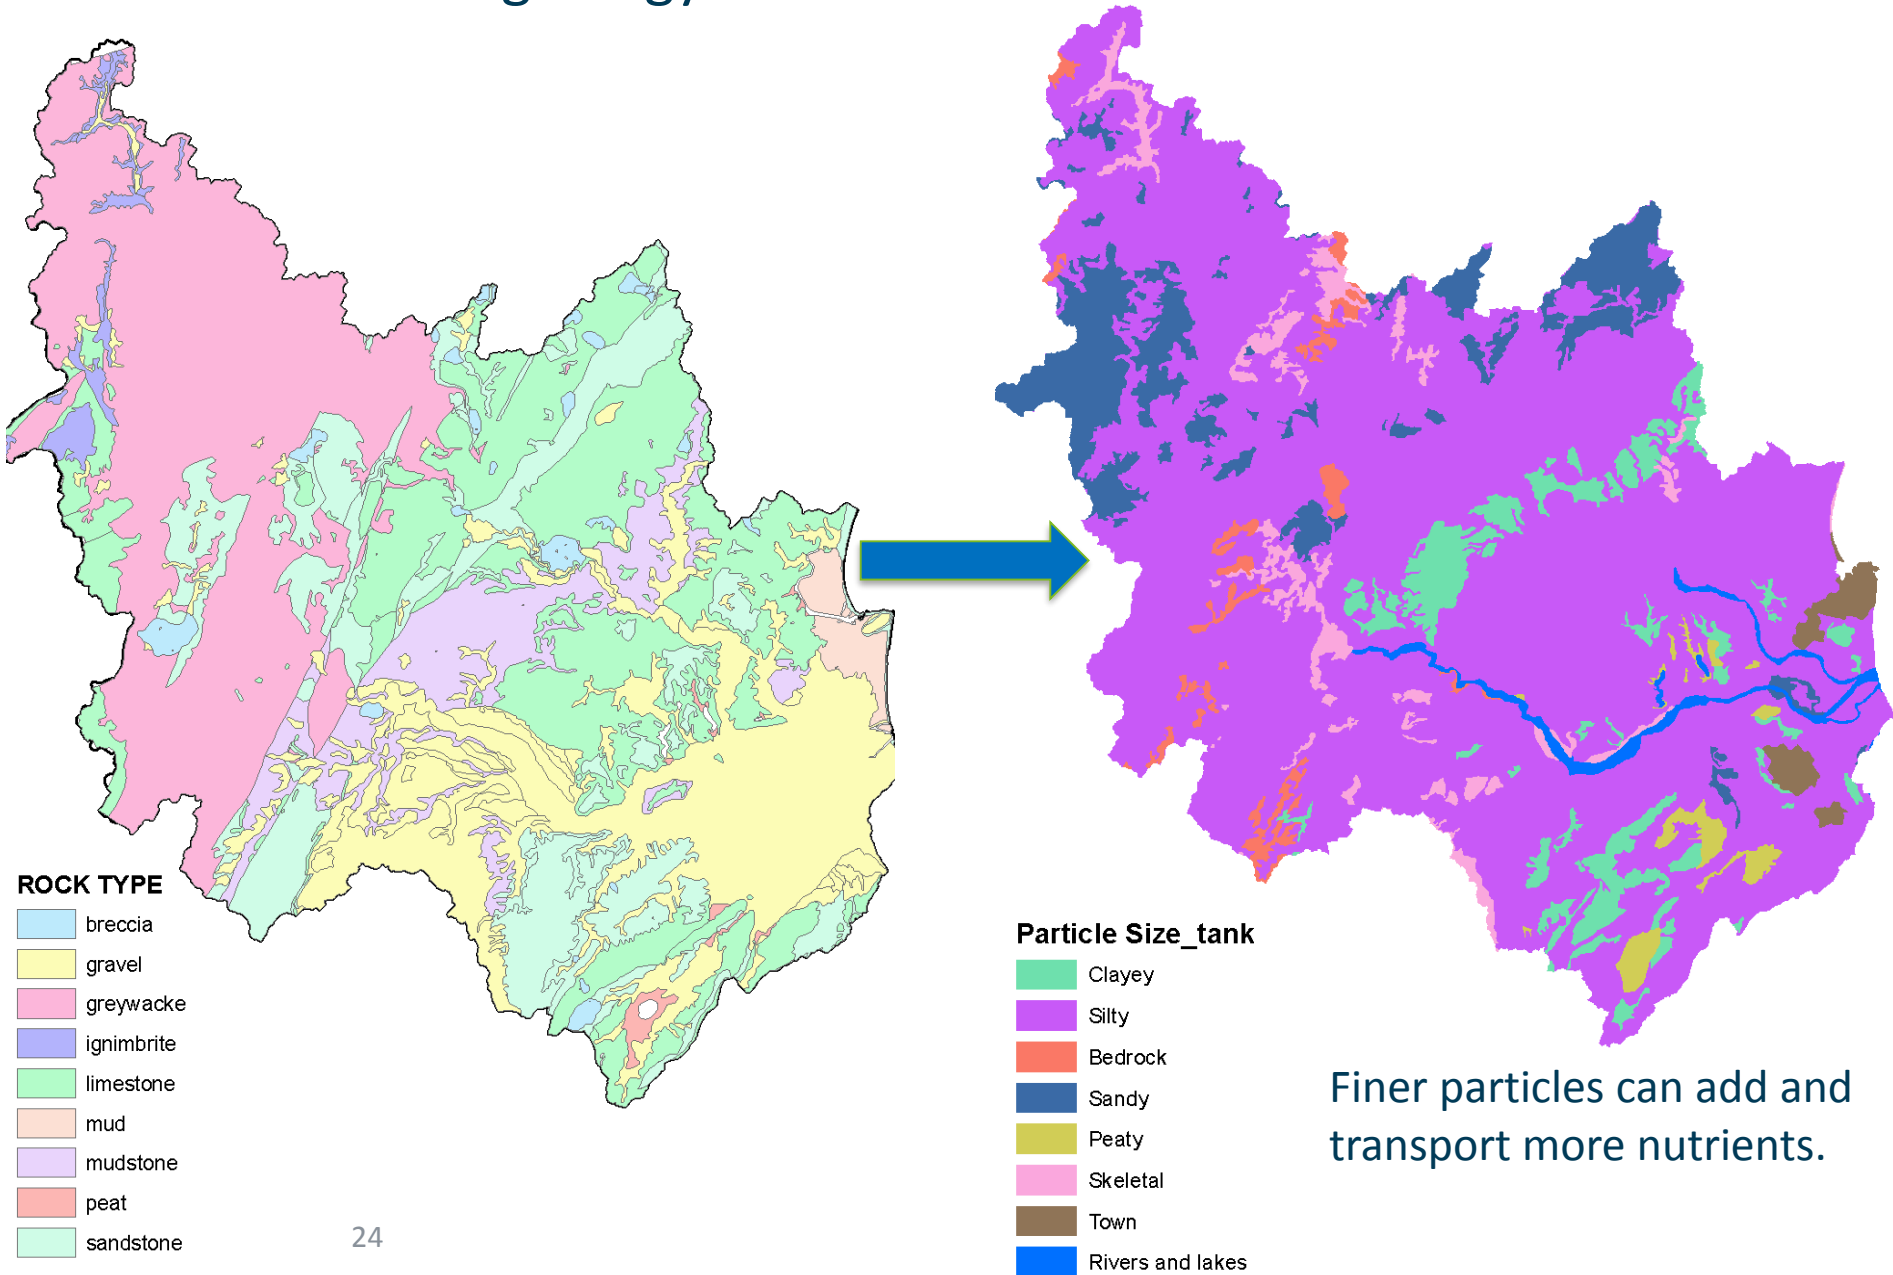 ROCK TYPE
breccia
gravel
greywacke
ignimbrite
limestone
mud
mudstone
peat
sandstone
24
Particle Size_tank
Clayey
Silty
Bedrock
Sandy
Peaty
Skeletal
Town
Rivers and lakes
Finer particles can add and
transport more nutrients.